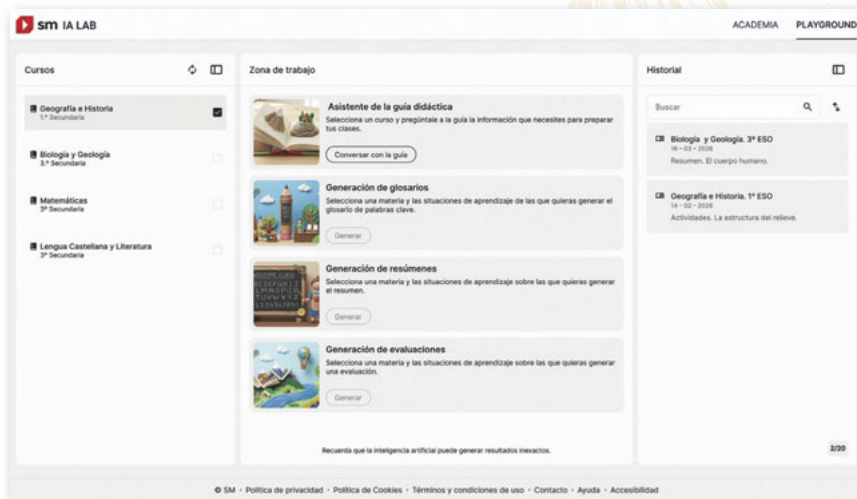 sm IA LAB
ACADEMIA
PLAYGROUND
Cursos
Geografía e Historia
1.º Secundaria
Biología y Geología
3.º Secundaria
Matemáticas
3º Secundaria
Lengua Castellana y Literatura
3º Secundaria
Zona de trabajo
Asistente de la guía didáctica
Selecciona un curso y pregúntale a la guía la información que necesites para preparar
tus clases.
Conversar con la guía
Generación de glosarios
Selecciona una materia y las situaciones de aprendizaje de las que quieras generar el
glosario de palabras clave.
Generar
Generación de resúmenes
Selecciona una materia y las situaciones de aprendizaje sobre las que quieras generar
el resumen.
Generar
Generación de evaluaciones
Selecciona una materia y las situaciones de aprendizaje sobre las que quieras generar
una evaluación.
Generar
Recuerda que la inteligencia artificial puede generar resultados inexactos.
Historial
Buscar
Biología y Geología. 3º ESO
16 - 03 - 2026
Resumen. El cuerpo humano.
Geografía e Historia. 1º ESO
14 - 02 - 2026
Actividades. La estructura del relieve.
2/20
© SM · Política de privacidad · Política de Cookies · Términos y condiciones de uso · Contacto · Ayuda · Accesibilidad